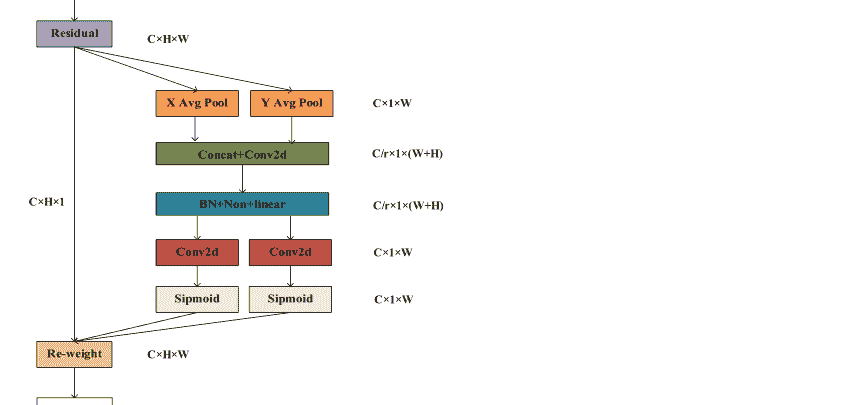 Residual
C×H×W
X Avg Pool
Y Avg Pool
C×1×W
Concat+Conv2d
C/r×1×(W+H)
C×H×1
BN+Non+linear
C/r×1×(W+H)
Conv2d
Conv2d
C×1×W
Sipmoid
Sipmoid
C×1×W
Re-weight
C×H×W